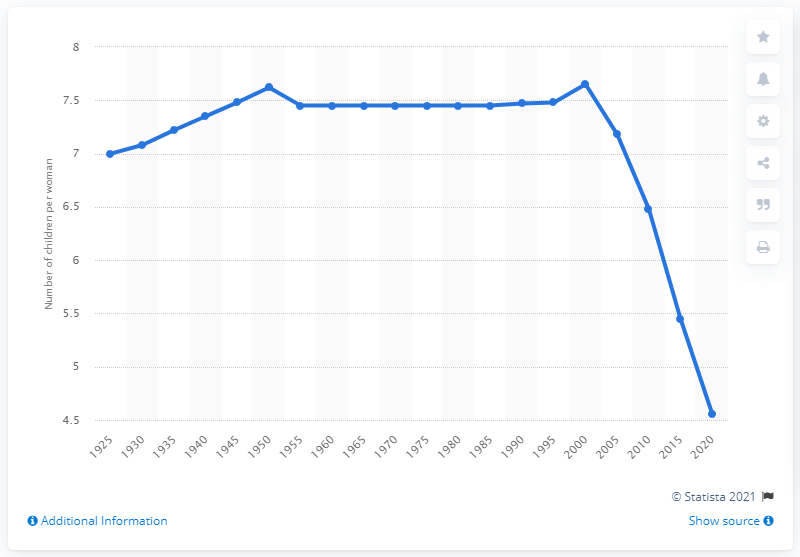 8
7.5
7
6.5
6
5.5
5
4.5
Number of children per woman
1925 1930 1935 1940 1945 1950 1955 1960 1965 1970 1975 1980 1985 1990 1995 2000 2005 2010 2015 2020
© Statista 2021
Additional Information
Show source